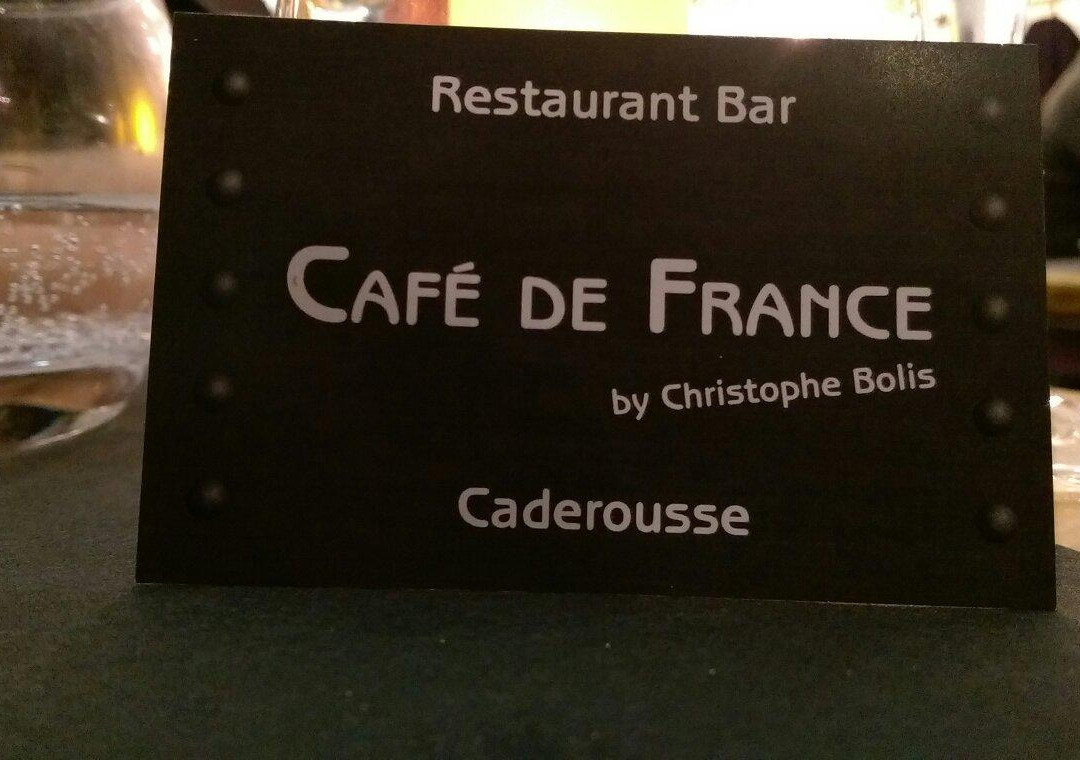 Restaurant Bar
CAFÉ DE FRANCE
by Christophe Bolis
Caderousse